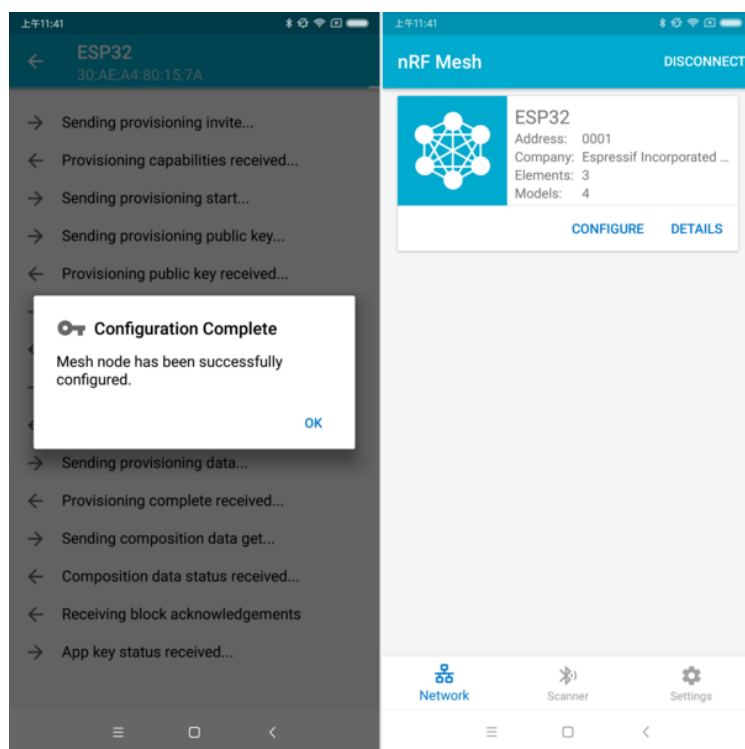 上午11:41
ESP32
30:AE:A4:80:15:7A
Sending provisioning invite...
Provisioning capabilities received...
Sending provisioning start...
Sending provisioning public key...
Provisioning public key received...
Configuration Complete
Mesh node has been successfully
configured.
OK
Sending provisioning data...
Provisioning complete received...
Sending composition data get...
Composition data status received...
Receiving block acknowledgements
App key status received...
上午11:41
nRF Mesh
DISCONNECT
ESP32
Address: 0001
Company: Espressif Incorporated ...
Elements: 3
Models: 4
CONFIGURE DETAILS
Network Scanner Settings